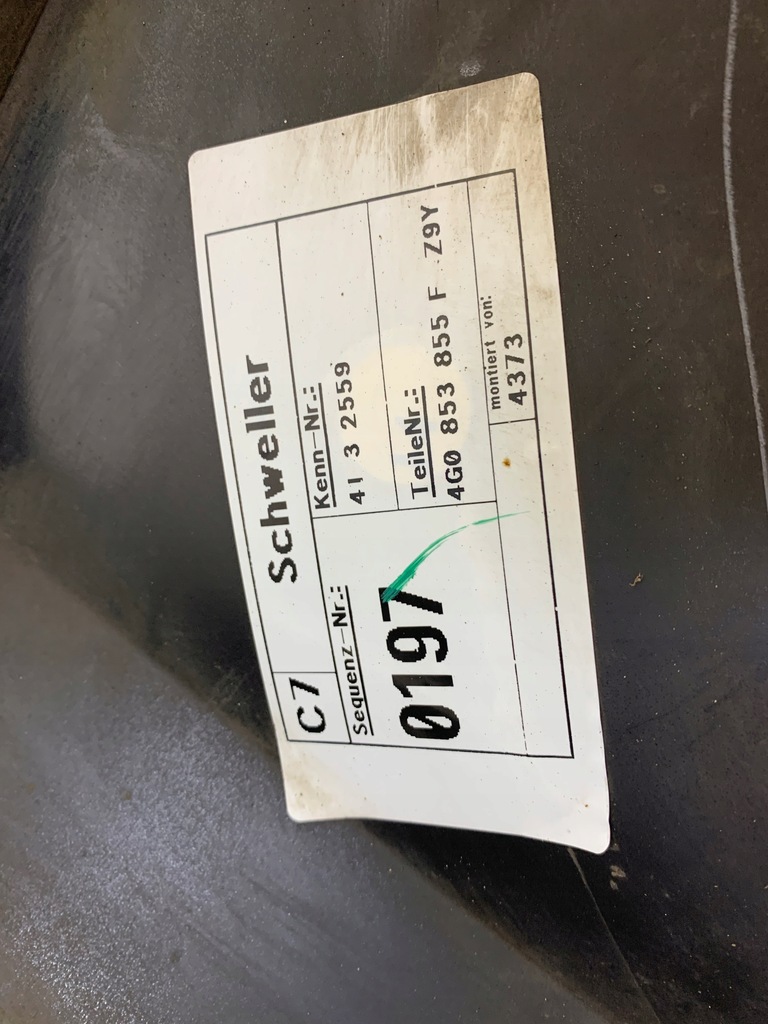 C7 Schweller
Sequenz-Nr.:
0197
Kenn-Nr.:
41 3 2559
TeileNr.:
4G0 853 855 F Z9Y
montiert von:
4373